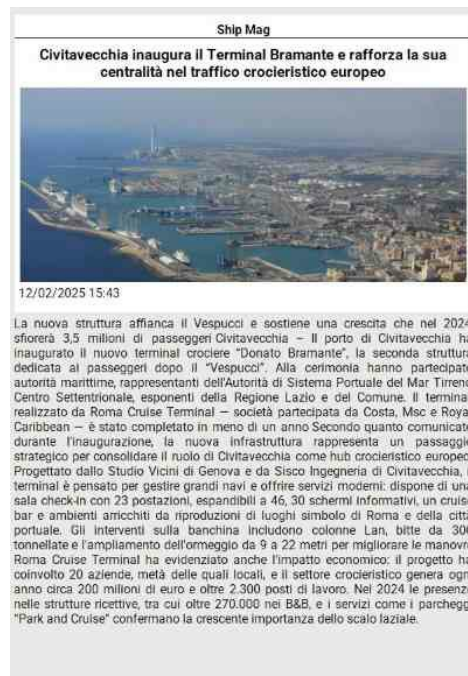 Ship Mag
Civitavecchia inaugura il Terminal Bramante e rafforza la sua
centralità nel traffico crocieristico europeo
12/02/2025 15:43
La nuova struttura affianca il Vespucci e sostiene una crescita che nel 2024
sfiorerà 3,5 milioni di passeggeri Civitavecchia – Il porto di Civitavecchia ha
inaugurato il nuovo terminal crociere "Donato Bramante", la seconda struttura
dedicata ai passeggeri dopo il "Vespucci". Alla cerimonia hanno partecipato
autorità marittime, rappresentanti dell'Autorità di Sistema Portuale del Mar Tirreno
Centro Settentrionale, esponenti della Regione Lazio e del Comune. Il terminal
realizzato da Roma Cruise Terminal — società partecipata da Costa, Msc e Royal
Caribbean — è stato completato in meno di un anno Secondo quanto comunicato
durante l'inaugurazione, la nuova infrastruttura rappresenta un passaggio
strategico per consolidare il ruolo di Civitavecchia come hub crocieristico europeo
Progettato dallo Studio Vicini di Genova e da Sisco Ingegneria di Civitavecchia,
terminal è pensato per gestire grandi navi e offrire servizi moderni: dispone di una
sala check-in con 23 postazioni, espandibili a 46, 30 schermi informativi, un cruise
bar e ambienti arricchiti da riproduzioni di luoghi simbolo di Roma e della città
portuale. Gli interventi sulla banchina includono colonne Lan, bitte da 300
tonnellate e l'ampliamento dell'ormeggio da 9 a 22 metri per migliorare le manovre
Roma Cruise Terminal ha evidenziato anche l'impatto economico: il progetto ha
coinvolto 20 aziende, metà delle quali locali, e il settore crocieristico genera ogni
anno circa 200 milioni di euro e oltre 2.300 posti di lavoro. Nel 2024 le presenze
nelle strutture ricettive, tra cui oltre 270.000 nei B&B, e i servizi come i parcheggi
"Park and Cruise" confermano la crescente importanza dello scalo laziale.